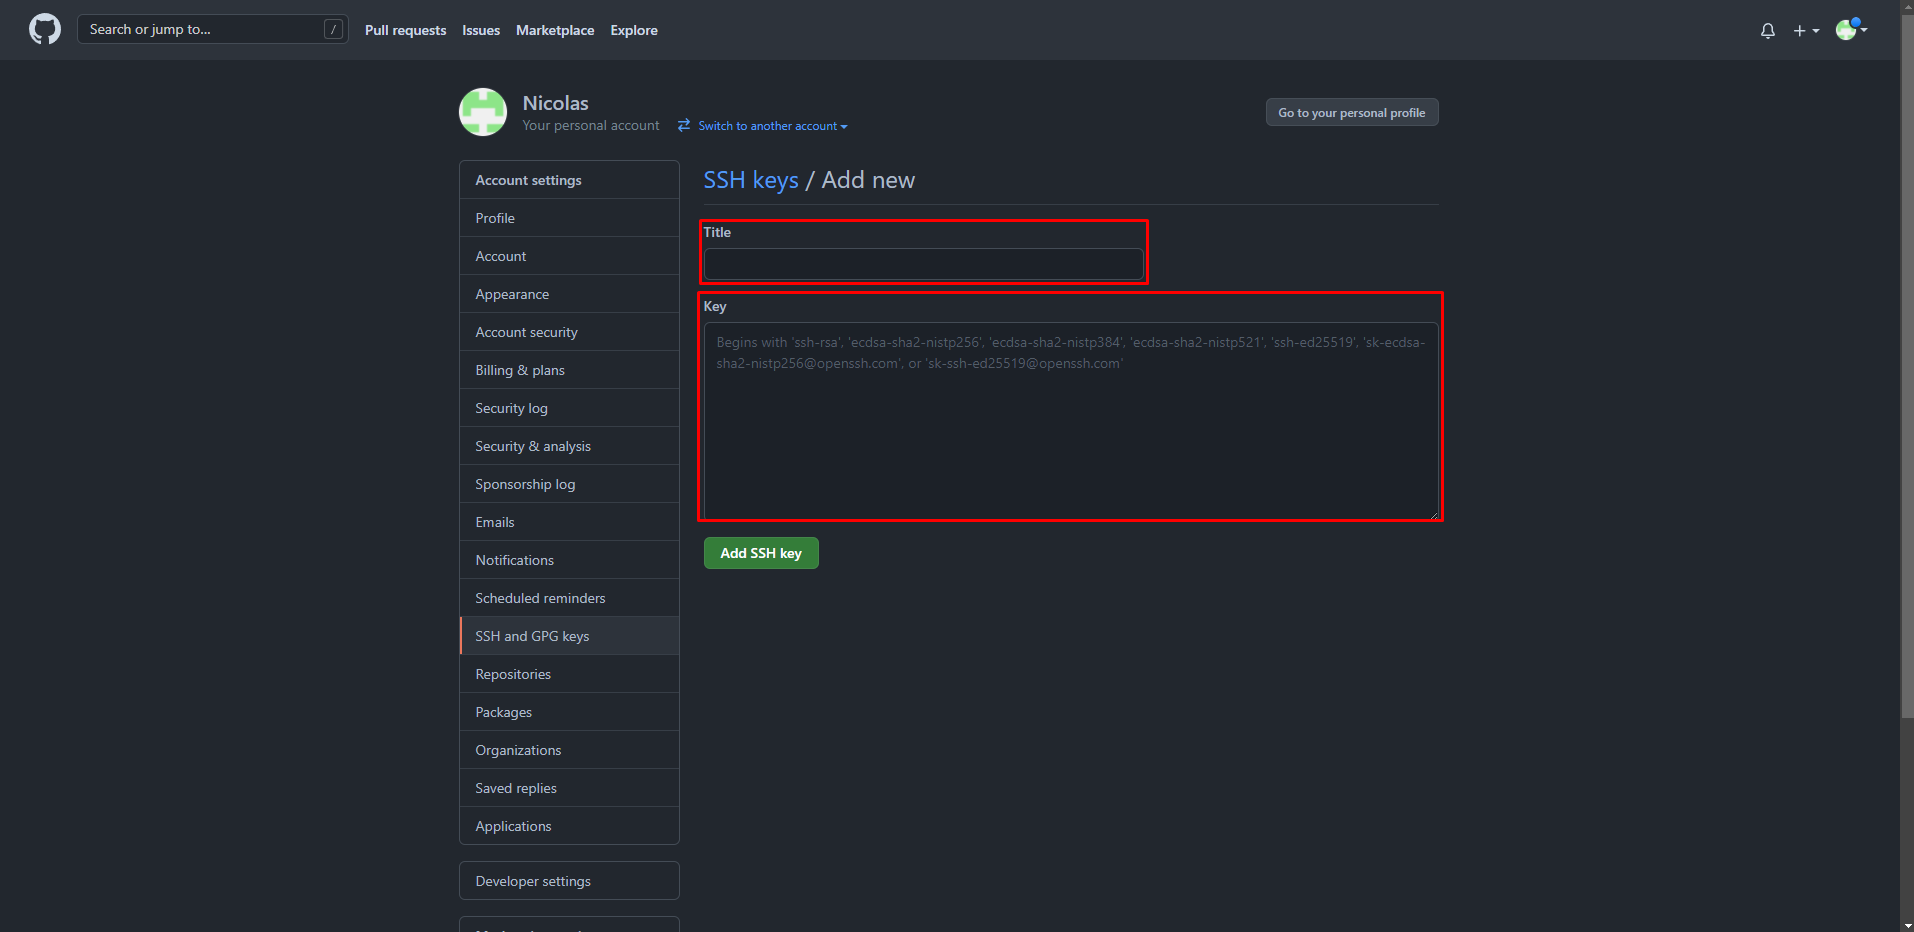 Search or jump to... /
Pull requests
Issues
Marketplace
Explore
Nicolas
Your personal account
Switch to another account
Go to your personal profile
Account settings
Profile
Account
Appearance
Account security
Billing & plans
Security log
Security & analysis
Sponsorship log
Emails
Notifications
Scheduled reminders
SSH and GPG keys
Repositories
Packages
Organizations
Saved replies
Applications
Developer settings
SSH keys / Add new
Title
Key
Begins with 'ssh-rsa', 'ecdsa-sha2-nistp256', 'ecdsa-sha2-nistp384', 'ecdsa-sha2-nistp521', 'ssh-ed25519', 'sk-ecdsa-
sha2-nistp256@openssh.com', or 'sk-ssh-ed25519@openssh.com'
Add SSH key